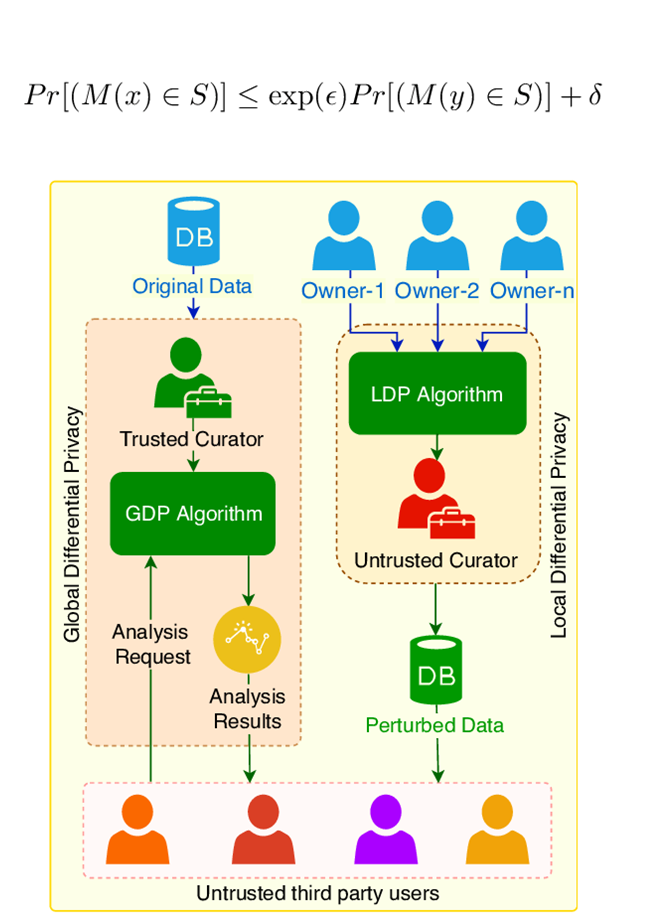 Pr[(M(x) ∈ S)] ≤ exp(ϵ)Pr[(M(y) ∈ S)] + δ
DB
Original Data
Owner-1 Owner-2 Owner-n
Global Differential Privacy
Trusted Curator
GDP Algorithm
Analysis
Request
Analysis
Results
LDP Algorithm
Untrusted Curator
Local Differential Privacy
DB
Perturbed Data
Untrusted third party users